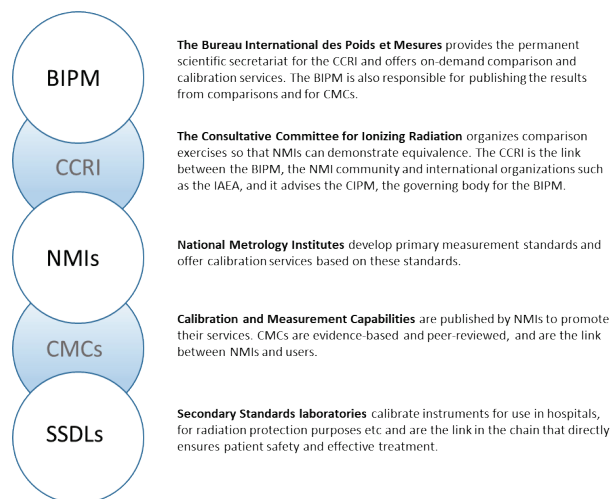 BIPM
The Bureau International des Poids et Mesures provides the permanent
scientific secretariat for the CCRI and offers on-demand comparison and
calibration services. The BIPM is also responsible for publishing the results
from comparisons and for CMCs.
CCRI
The Consultative Committee for Ionizing Radiation organizes comparison
exercises so that NMIs can demonstrate equivalence. The CCRI is the link
between the BIPM, the NMI community and international organizations such
as the IAEA, and it advises the CIPM, the governing body for the BIPM.
NMIs
National Metrology Institutes develop primary measurement standards and
offer calibration services based on these standards.
CMCs
Calibration and Measurement Capabilities are published by NMIs to promote
their services. CMCs are evidence-based and peer-reviewed, and are the link
between NMIs and users.
SSDLs
Secondary Standards laboratories calibrate instruments for use in hospitals,
for radiation protection purposes etc and are the link in the chain that directly
ensures patient safety and effective treatment.